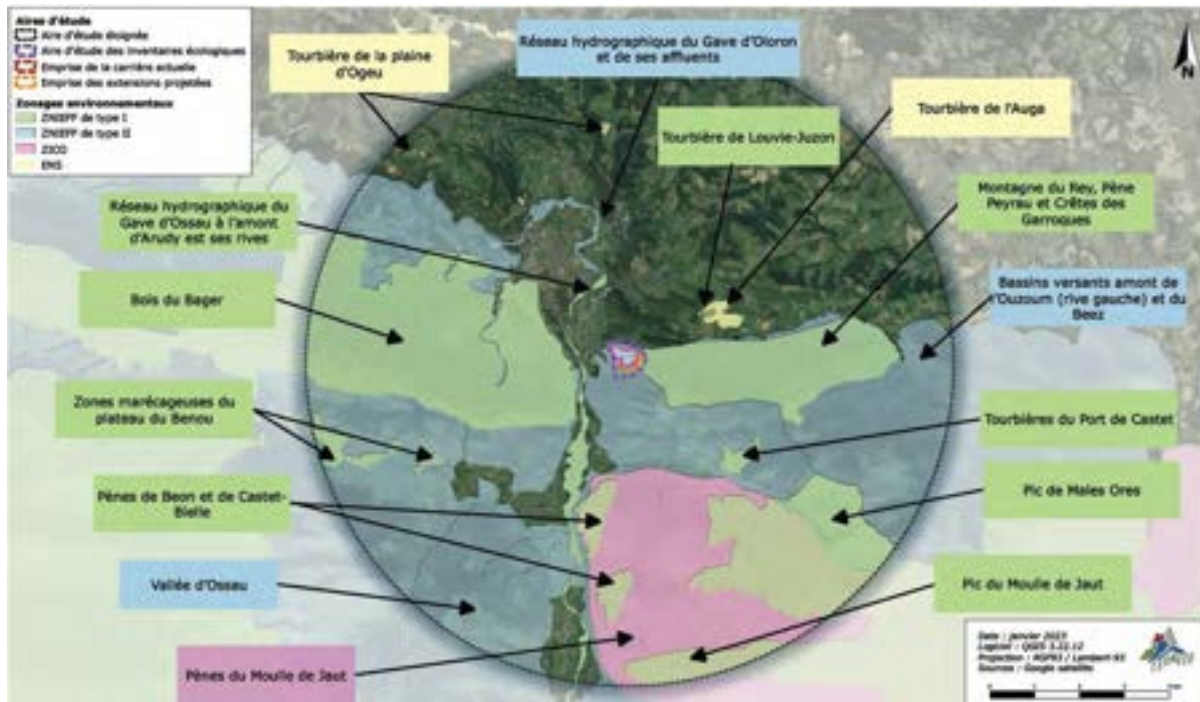 Aires d'étude
Aire d'étude éloignée
Aire d'étude des inventaires écologiques
Emprise de la carrière actuelle
Emprise des extensions projetées
Zonages environnementaux
ZNIEFF de type I
ZNIEFF de type II
ZICO
ENS
Tourbière de la plaine
d'Ogeu
Réseau hydrographique du Gave d'Oloron
et de ses affluents
Tourbière de l'Auga
Tourbière de Louvie-Juzon
Montagne du Rey, Pène
Peyrau et Crêtes des
Garroques
Réseau hydrographique du
Gave d'Ossau à l'amont
d'Arudy est ses rives
Bois du Bager
Bassins versants amont de
l'Ouzoum (rive gauche) et du
Beez
Zones marécageuses du
plateau du Benou
Tourbières du Port de Castet
Pènes de Beon et de Castet-
Bielle
Pic de Males Ores
Vallée d'Ossau
Pic du Moulle de Jaut
Pènes du Moulle de Jaut
Date : janvier 2023
Logiciel : QGIS 3.22.12
Projection : RGF93 / Lambert-93
Sources : Google satellite